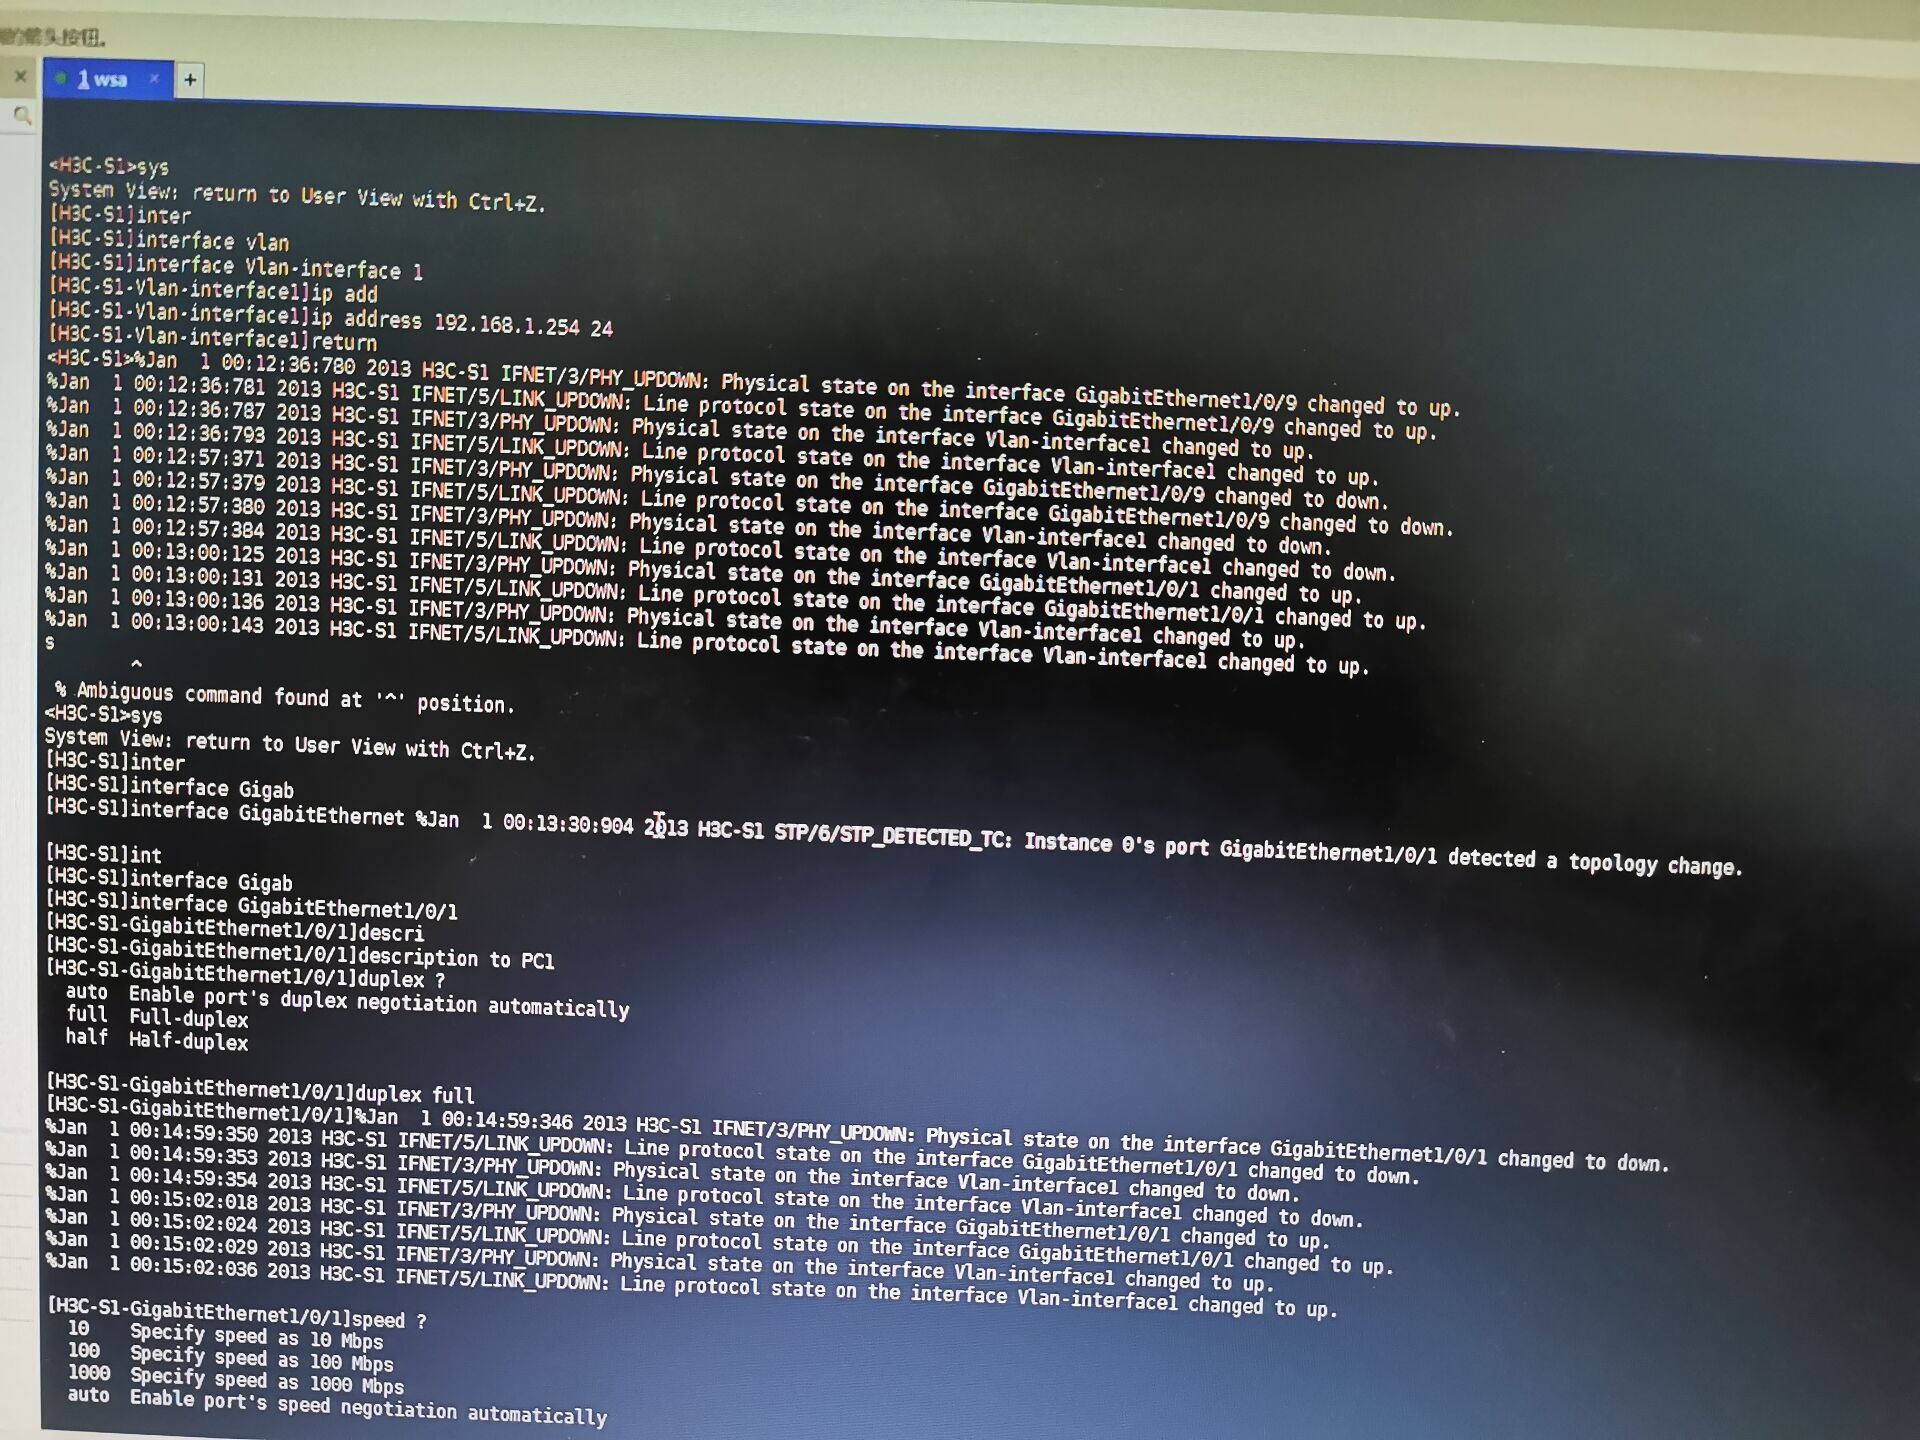 的箭头按钮。
1 wsa
<H3C-S1>sys
System View: return to User View with Ctrl+Z.
[H3C-S1]inter
[H3C-S1]interface vlan
[H3C-S1]interface Vlan-interface 1
[H3C-S1-Vlan-interface1]ip add
[H3C-S1-Vlan-interface1]ip address 192.168.1.254 24
[H3C-S1-Vlan-interface1]return
<H3C-S1>%Jan  1 00:12:36:780 2013 H3C-S1 IFNET/3/PHY_UPDOWN: Physical state on the interface GigabitEthernet1/0/9 changed to up.
%Jan  1 00:12:36:781 2013 H3C-S1 IFNET/5/LINK_UPDOWN: Line protocol state on the interface GigabitEthernet1/0/9 changed to up.
%Jan  1 00:12:36:787 2013 H3C-S1 IFNET/3/PHY_UPDOWN: Physical state on the interface Vlan-interface1 changed to up.
%Jan  1 00:12:36:793 2013 H3C-S1 IFNET/5/LINK_UPDOWN: Line protocol state on the interface Vlan-interface1 changed to up.
%Jan  1 00:12:57:371 2013 H3C-S1 IFNET/3/PHY_UPDOWN: Physical state on the interface GigabitEthernet1/0/9 changed to down.
%Jan  1 00:12:57:379 2013 H3C-S1 IFNET/5/LINK_UPDOWN: Line protocol state on the interface GigabitEthernet1/0/9 changed to down.
%Jan  1 00:12:57:380 2013 H3C-S1 IFNET/3/PHY_UPDOWN: Physical state on the interface Vlan-interface1 changed to down.
%Jan  1 00:12:57:384 2013 H3C-S1 IFNET/5/LINK_UPDOWN: Line protocol state on the interface Vlan-interface1 changed to down.
%Jan  1 00:13:00:125 2013 H3C-S1 IFNET/3/PHY_UPDOWN: Physical state on the interface GigabitEthernet1/0/1 changed to up.
%Jan  1 00:13:00:131 2013 H3C-S1 IFNET/5/LINK_UPDOWN: Line protocol state on the interface GigabitEthernet1/0/1 changed to up.
%Jan  1 00:13:00:136 2013 H3C-S1 IFNET/3/PHY_UPDOWN: Physical state on the interface Vlan-interface1 changed to up.
%Jan  1 00:13:00:143 2013 H3C-S1 IFNET/5/LINK_UPDOWN: Line protocol state on the interface Vlan-interface1 changed to up.
s
^
% Ambiguous command found at '^' position.
<H3C-S1>sys
System View: return to User View with Ctrl+Z.
[H3C-S1]inter
[H3C-S1]interface Gigab
[H3C-S1]interface GigabitEthernet %Jan  1 00:13:30:904 2013 H3C-S1 STP/6/STP_DETECTED_TC: Instance 0's port GigabitEthernet1/0/1 detected a topology change.
[H3C-S1]int
[H3C-S1]interface Gigab
[H3C-S1]interface GigabitEthernet1/0/1
[H3C-S1-GigabitEthernet1/0/1]descri
[H3C-S1-GigabitEthernet1/0/1]description to PC1
[H3C-S1-GigabitEthernet1/0/1]duplex ?
auto  Enable port's duplex negotiation automatically
full  Full-duplex
half  Half-duplex
[H3C-S1-GigabitEthernet1/0/1]duplex full
[H3C-S1-GigabitEthernet1/0/1]%Jan  1 00:14:59:346 2013 H3C-S1 IFNET/3/PHY_UPDOWN: Physical state on the interface GigabitEthernet1/0/1 changed to down.
%Jan  1 00:14:59:350 2013 H3C-S1 IFNET/5/LINK_UPDOWN: Line protocol state on the interface GigabitEthernet1/0/1 changed to down.
%Jan  1 00:14:59:353 2013 H3C-S1 IFNET/3/PHY_UPDOWN: Physical state on the interface Vlan-interface1 changed to down.
%Jan  1 00:14:59:354 2013 H3C-S1 IFNET/5/LINK_UPDOWN: Line protocol state on the interface Vlan-interface1 changed to down.
%Jan  1 00:15:02:018 2013 H3C-S1 IFNET/3/PHY_UPDOWN: Physical state on the interface GigabitEthernet1/0/1 changed to up.
%Jan  1 00:15:02:024 2013 H3C-S1 IFNET/5/LINK_UPDOWN: Line protocol state on the interface GigabitEthernet1/0/1 changed to up.
%Jan  1 00:15:02:029 2013 H3C-S1 IFNET/3/PHY_UPDOWN: Physical state on the interface Vlan-interface1 changed to up.
%Jan  1 00:15:02:036 2013 H3C-S1 IFNET/5/LINK_UPDOWN: Line protocol state on the interface Vlan-interface1 changed to up.
[H3C-S1-GigabitEthernet1/0/1]speed ?
10    Specify speed as 10 Mbps
100   Specify speed as 100 Mbps
1000  Specify speed as 1000 Mbps
auto  Enable port's speed negotiation automatically